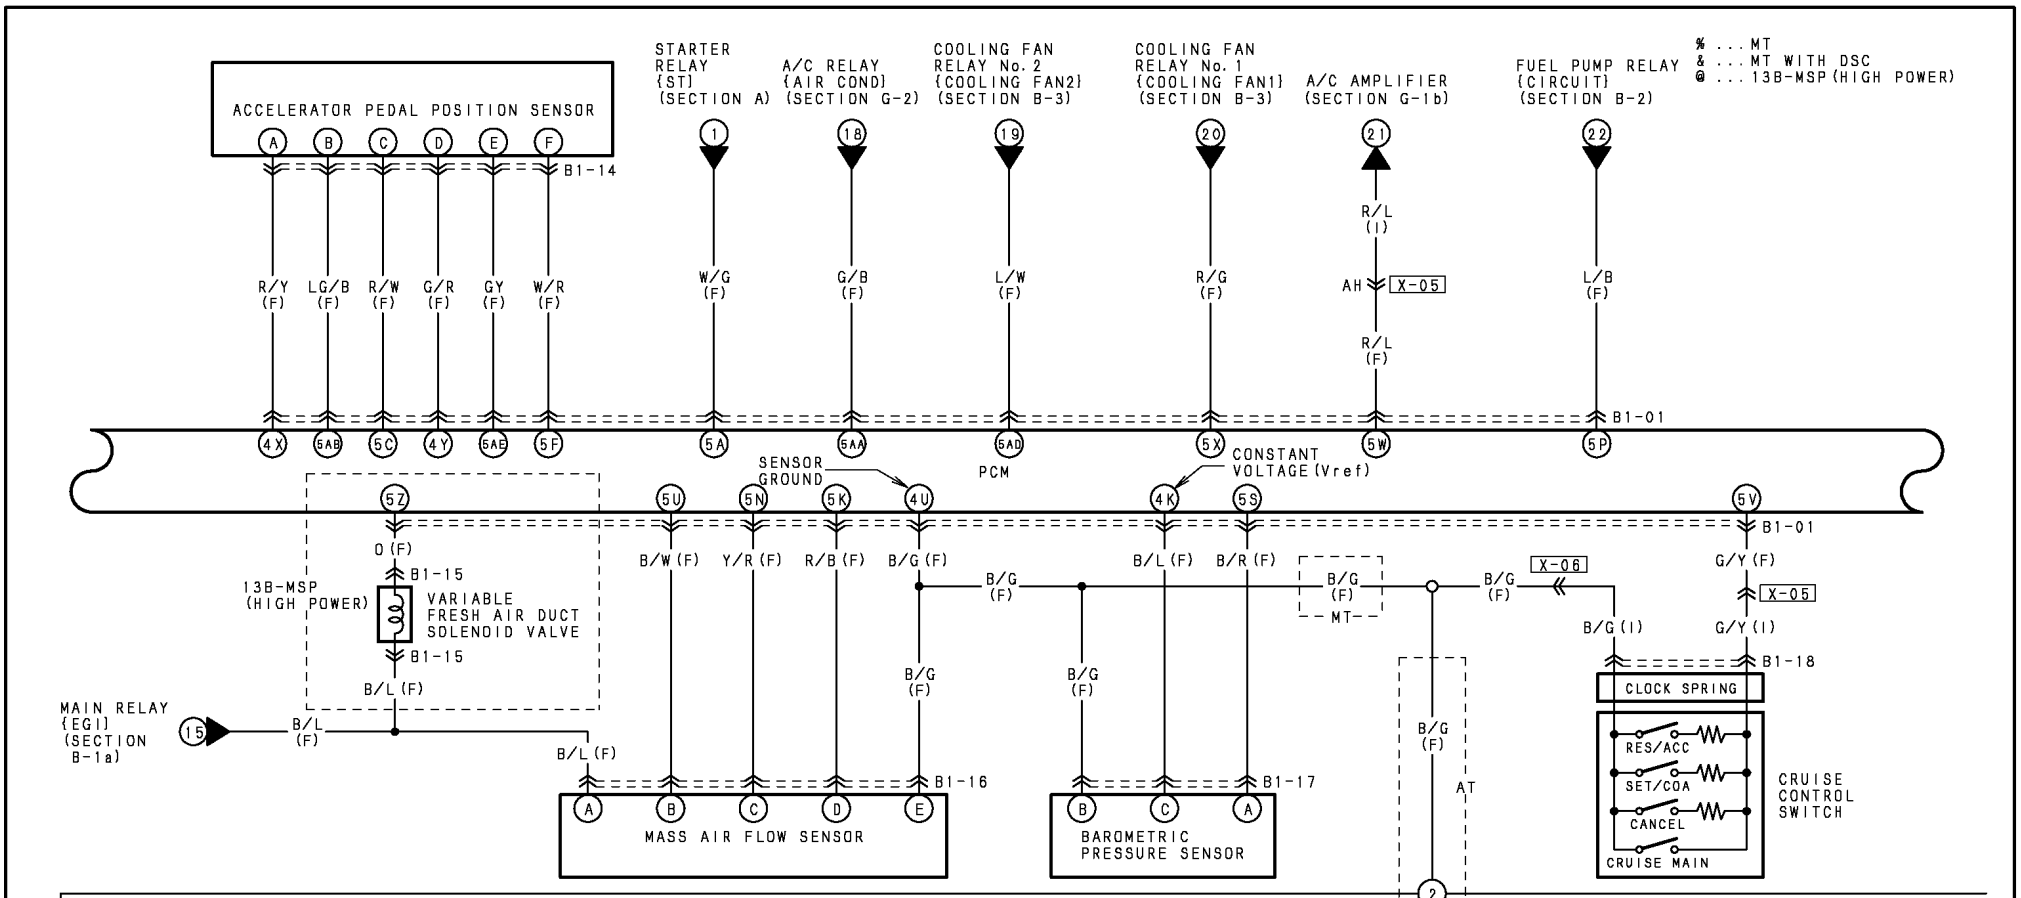 % ... MT
& ... MT WITH DSC
@ ... 13B-MSP(HIGH POWER)
ACCELERATOR PEDAL POSITION SENSOR
A B C D E F
B1-14
STARTER
RELAY
{ST}
(SECTION A)
1
A/C RELAY
{AIR COND}
(SECTION G-2)
18
COOLING FAN
RELAY No.2
{COOLING FAN2}
(SECTION B-3)
19
COOLING FAN
RELAY No.1
{COOLING FAN1}
(SECTION B-3)
20
A/C AMPLIFIER
(SECTION G-1b)
21
FUEL PUMP RELAY
{CIRCUIT}
(SECTION B-2)
22
R/L
(I)
AH X-05
R/Y LG/B R/W G/R GY W/R W/G G/B L/W R/G L/B
(F) (F) (F) (F) (F) (F) (F) (F) (F) (F) (F)
R/L
(F)
B1-01
4X 5AB 5C 4Y 5AE 5F 5A 5AA 5AD 5X 5W 5P
SENSOR
GROUND
PCM
CONSTANT
VOLTAGE(Vref)
5Z 5U 5N 5K 4U 4K 5S 5V
B1-01
O(F) B/W(F) Y/R(F) R/B(F) B/G(F) B/L(F) B/R(F) G/Y(F)
B1-15
13B-MSP
(HIGH POWER)
VARIABLE
FRESH AIR DUCT
SOLENOID VALVE
B1-15
B/L(F)
B/G
(F)
B/G
(F)
MT
B/G
(F)
X-06
X-05
B/G(I) G/Y(I)
B1-18
CLOCK SPRING
B/G
(F)
B/G
(F)
B/G
(F)
AT
MAIN RELAY
{EGI}
(SECTION
B-1a)
15
B/L
(F)
B/L(F)
B1-16
A B C D E
MASS AIR FLOW SENSOR
B1-17
B C A
BAROMETRIC
PRESSURE SENSOR
RES/ACC
SET/COA
CANCEL
CRUISE MAIN
CRUISE
CONTROL
SWITCH
2